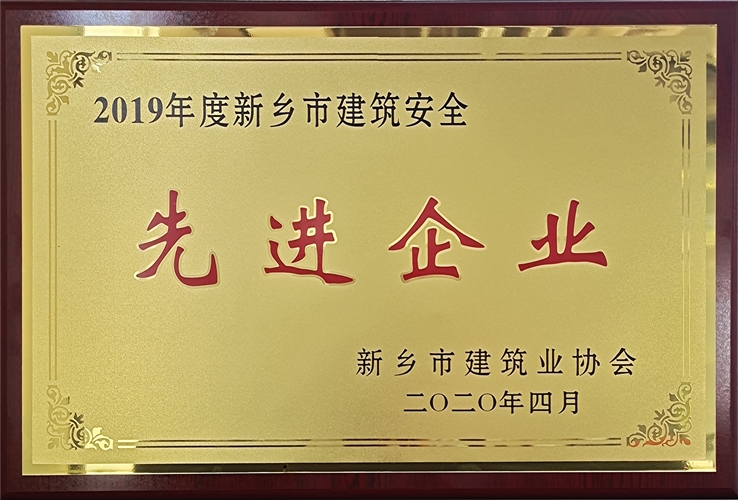 2019年度新乡市建筑安全
先进企业
新乡市建筑业协会
二〇二〇年四月